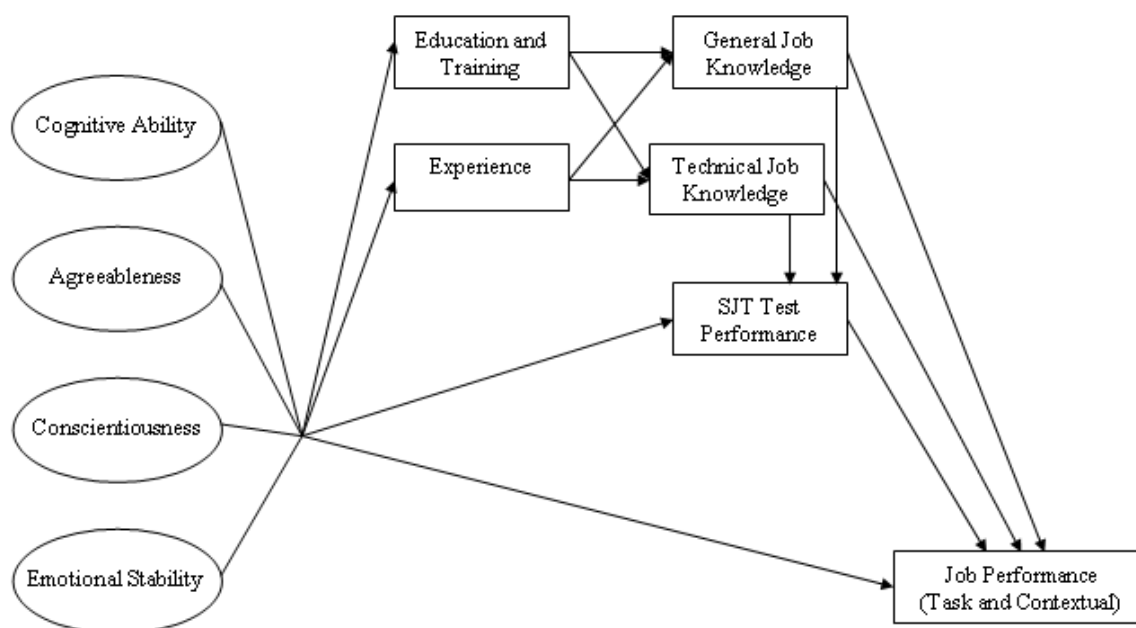 Education and
Training
General Job
Knowledge
Cognitive Ability
Experience
Technical Job
Knowledge
Agreeableness
SJT Test
Performance
Conscientiousness
Emotional Stability
Job Performance
(Task and Contextual)